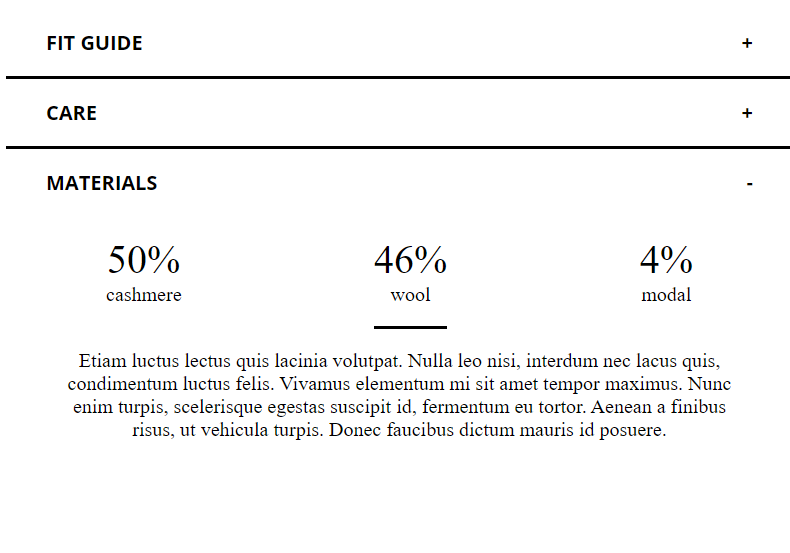 FIT GUIDE +
CARE +
MATERIALS -
50% 46% 4%
cashmere wool modal
Etiam luctus lectus quis lacinia volutpat. Nulla leo nisi, interdum nec lacus quis,
condimentum luctus felis. Vivamus elementum mi sit amet tempor maximus. Nunc
enim turpis, scelerisque egestas suscipit id, fermentum eu tortor. Aenean a finibus
risus, ut vehicula turpis. Donec faucibus dictum mauris id posuere.